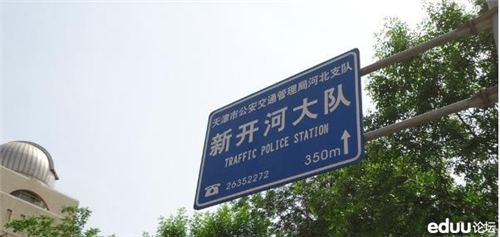 天津市公安交通管理局河北支队
新开河大队
TRAFFIC POLICE STATION
350m
26352272
eduu论坛